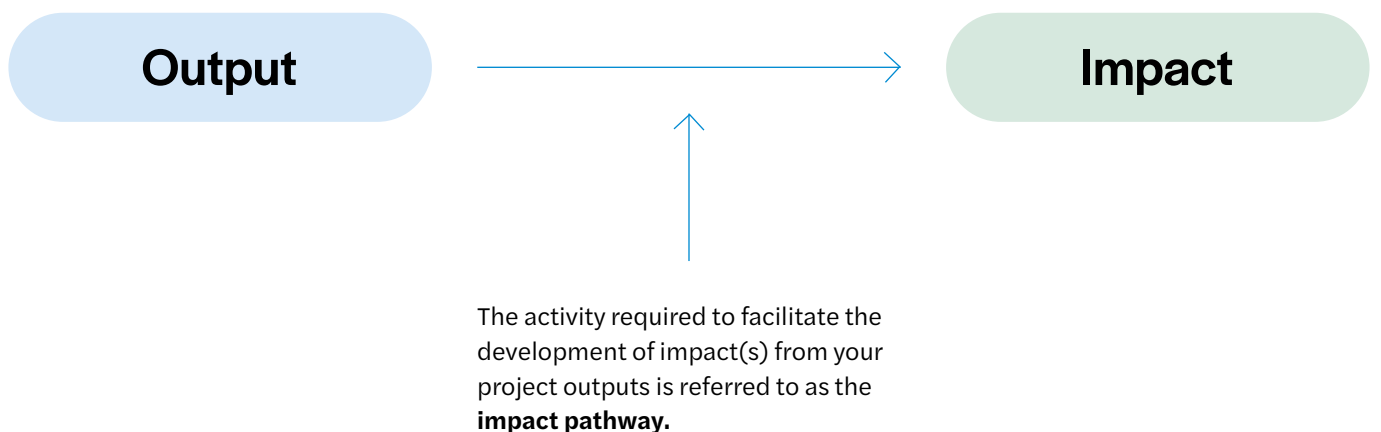 Output
Impact
The activity required to facilitate the
development of impact(s) from your
project outputs is referred to as the
impact pathway.